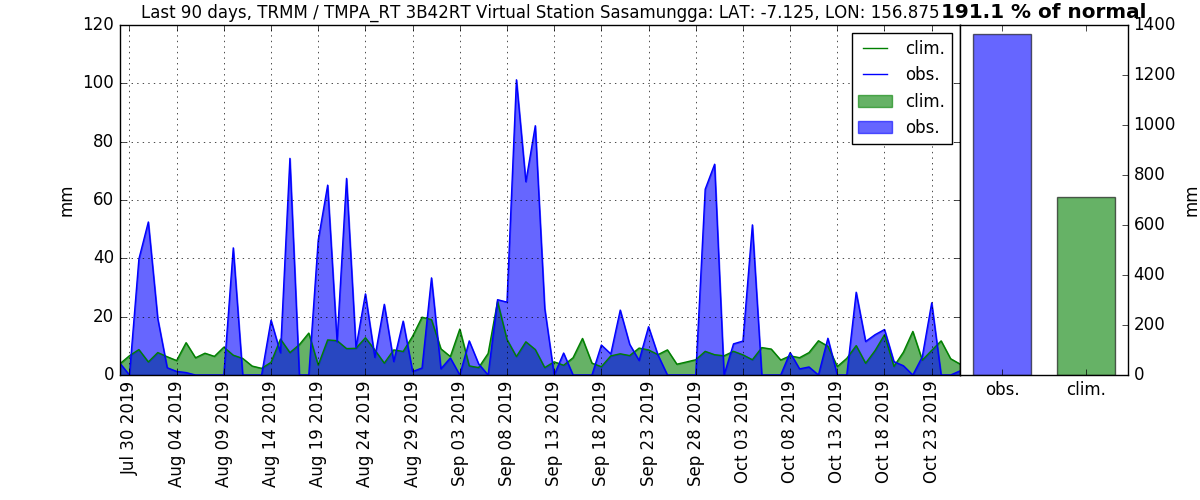 Last 90 days, TRMM / TMPA_RT 3B42RT Virtual Station Sasamungga: LAT: -7.125, LON: 156.875
191.1 % of normal
mm
120
100
80
60
40
20
0
clim.
obs.
clim.
obs.
1400
1200
1000
800
600
400
200
0
mm
Jul 30 2019
Aug 04 2019
Aug 09 2019
Aug 14 2019
Aug 19 2019
Aug 24 2019
Aug 29 2019
Sep 03 2019
Sep 08 2019
Sep 13 2019
Sep 18 2019
Sep 23 2019
Sep 28 2019
Oct 03 2019
Oct 08 2019
Oct 13 2019
Oct 18 2019
Oct 23 2019
obs.
clim.